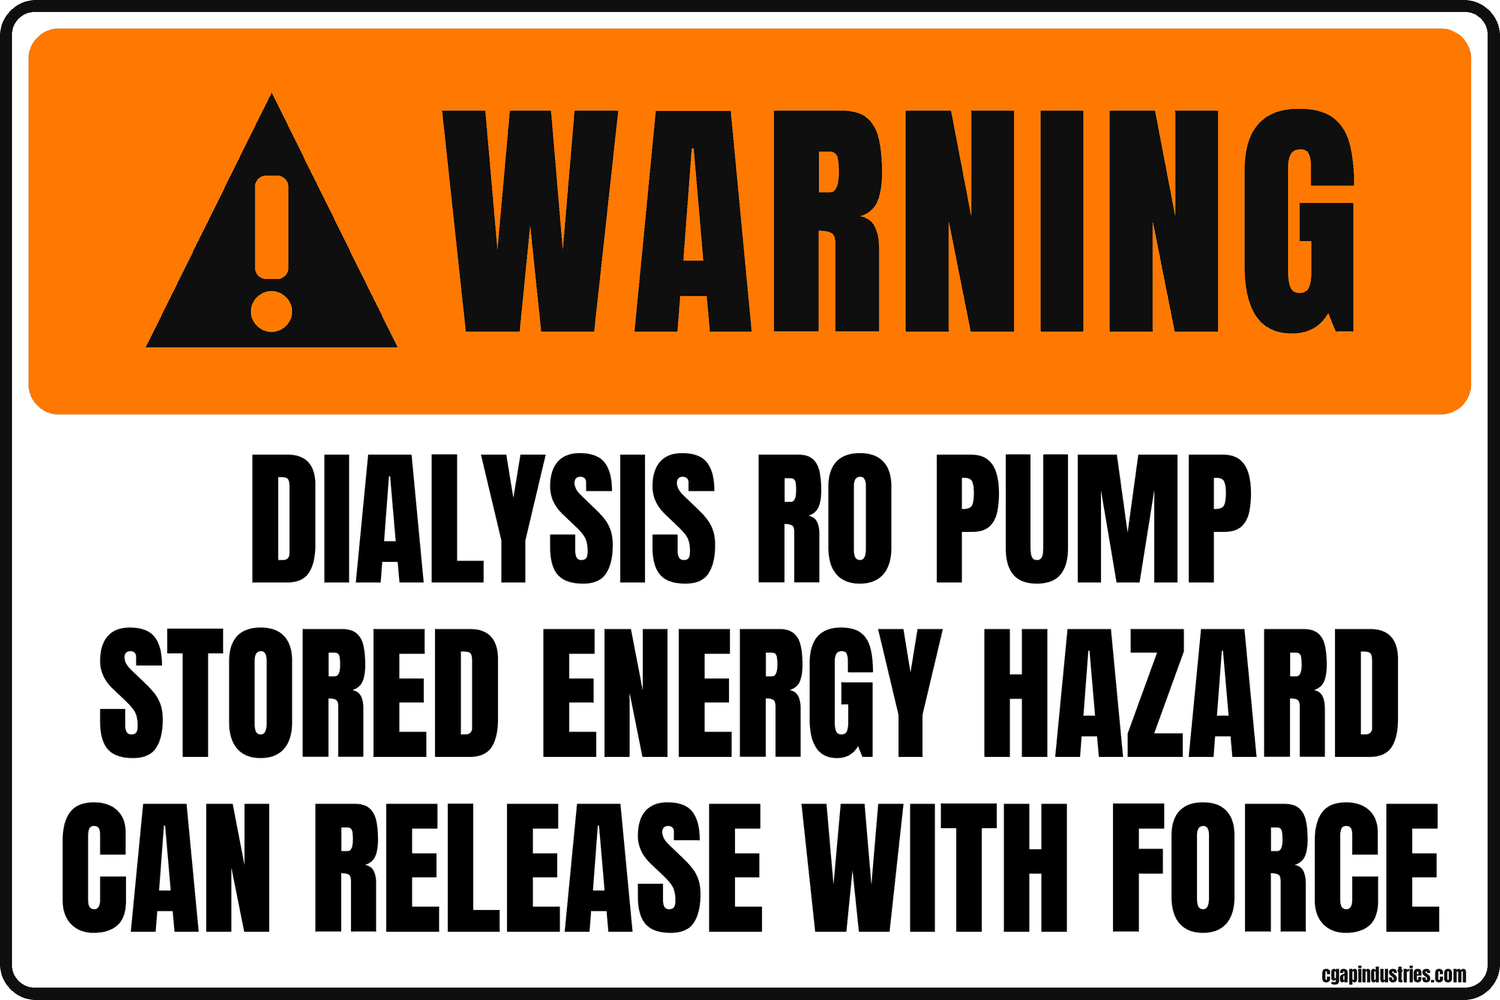 WARNING
DIALYSIS RO PUMP
STORED ENERGY HAZARD
CAN RELEASE WITH FORCE
cgapindustries.com